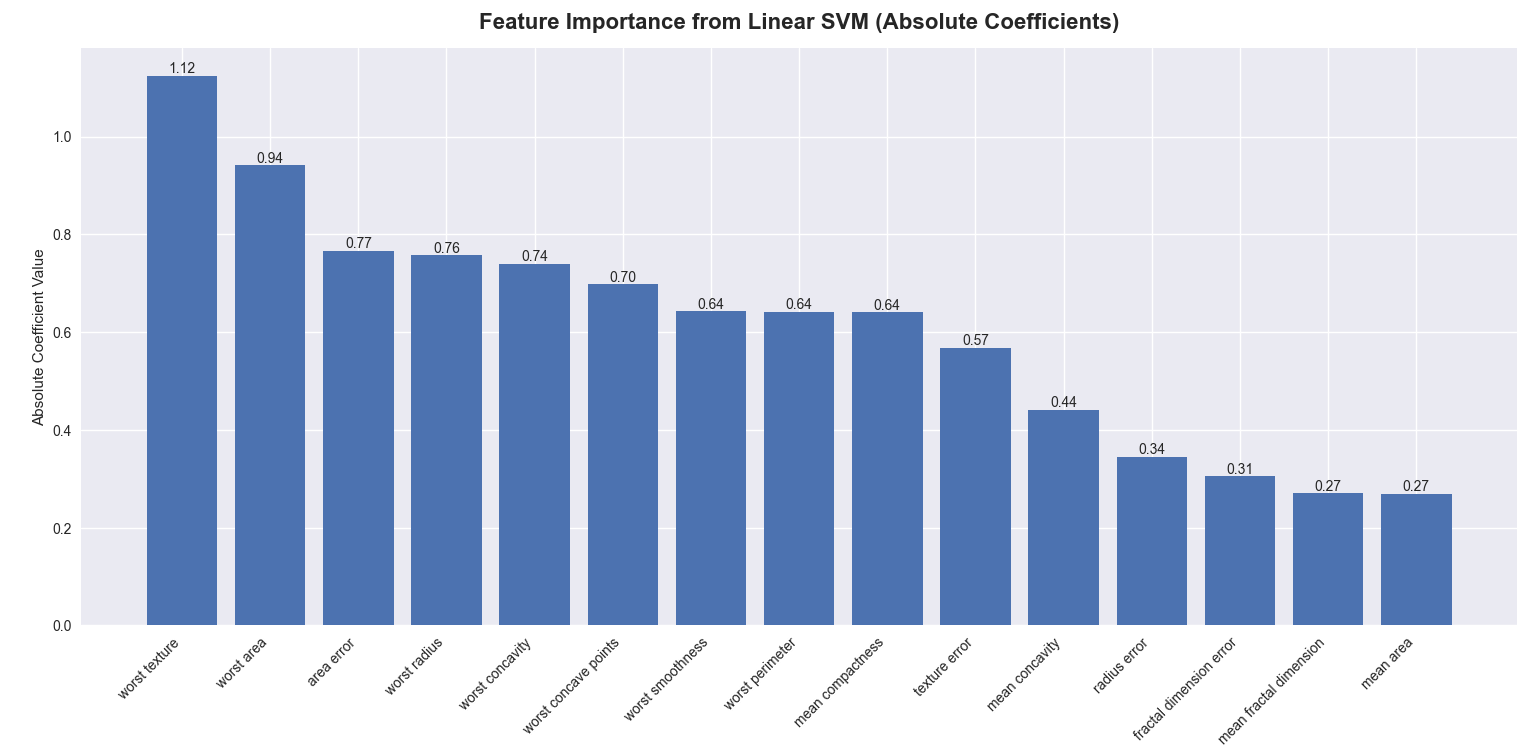 Feature Importance from Linear SVM (Absolute Coefficients)
Absolute Coefficient Value
1.0
0.8
0.6
0.4
0.2
0.0
1.12
0.94
0.77
0.76
0.74
0.70
0.64
0.64
0.64
0.57
0.44
0.34
0.31
0.27
0.27
worst texture
worst area
area error
worst radius
worst concavity
worst concave points
worst smoothness
worst perimeter
mean compactness
texture error
mean concavity
radius error
fractal dimension error
mean fractal dimension
mean area